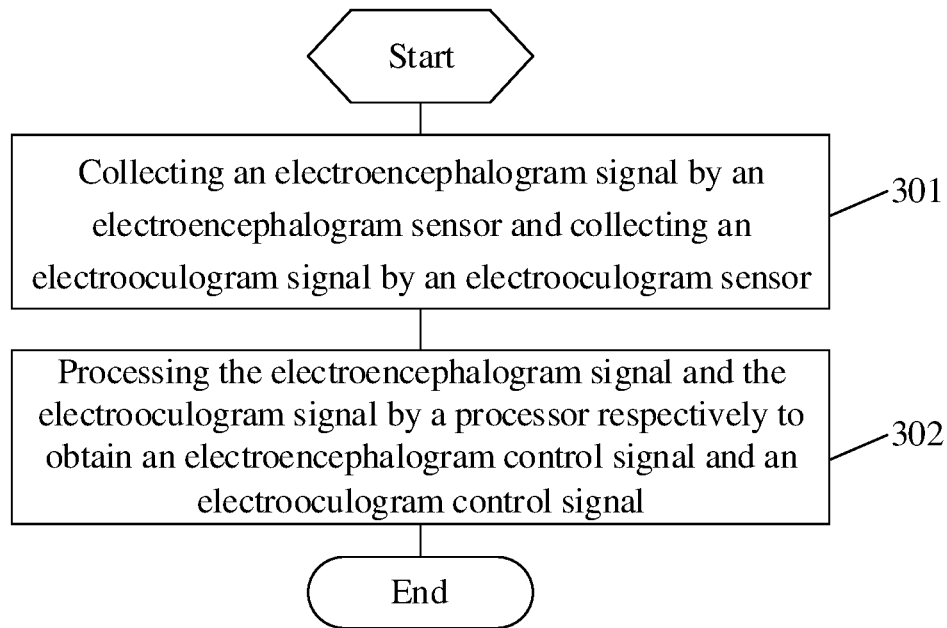 Start
Collecting an electroencephalogram signal by an
electroencephalogram sensor and collecting an
electrooculogram signal by an electrooculogram sensor
301
Processing the electroencephalogram signal and the
electrooculogram signal by a processor respectively to
obtain an electroencephalogram control signal and an
electrooculogram control signal
302
End